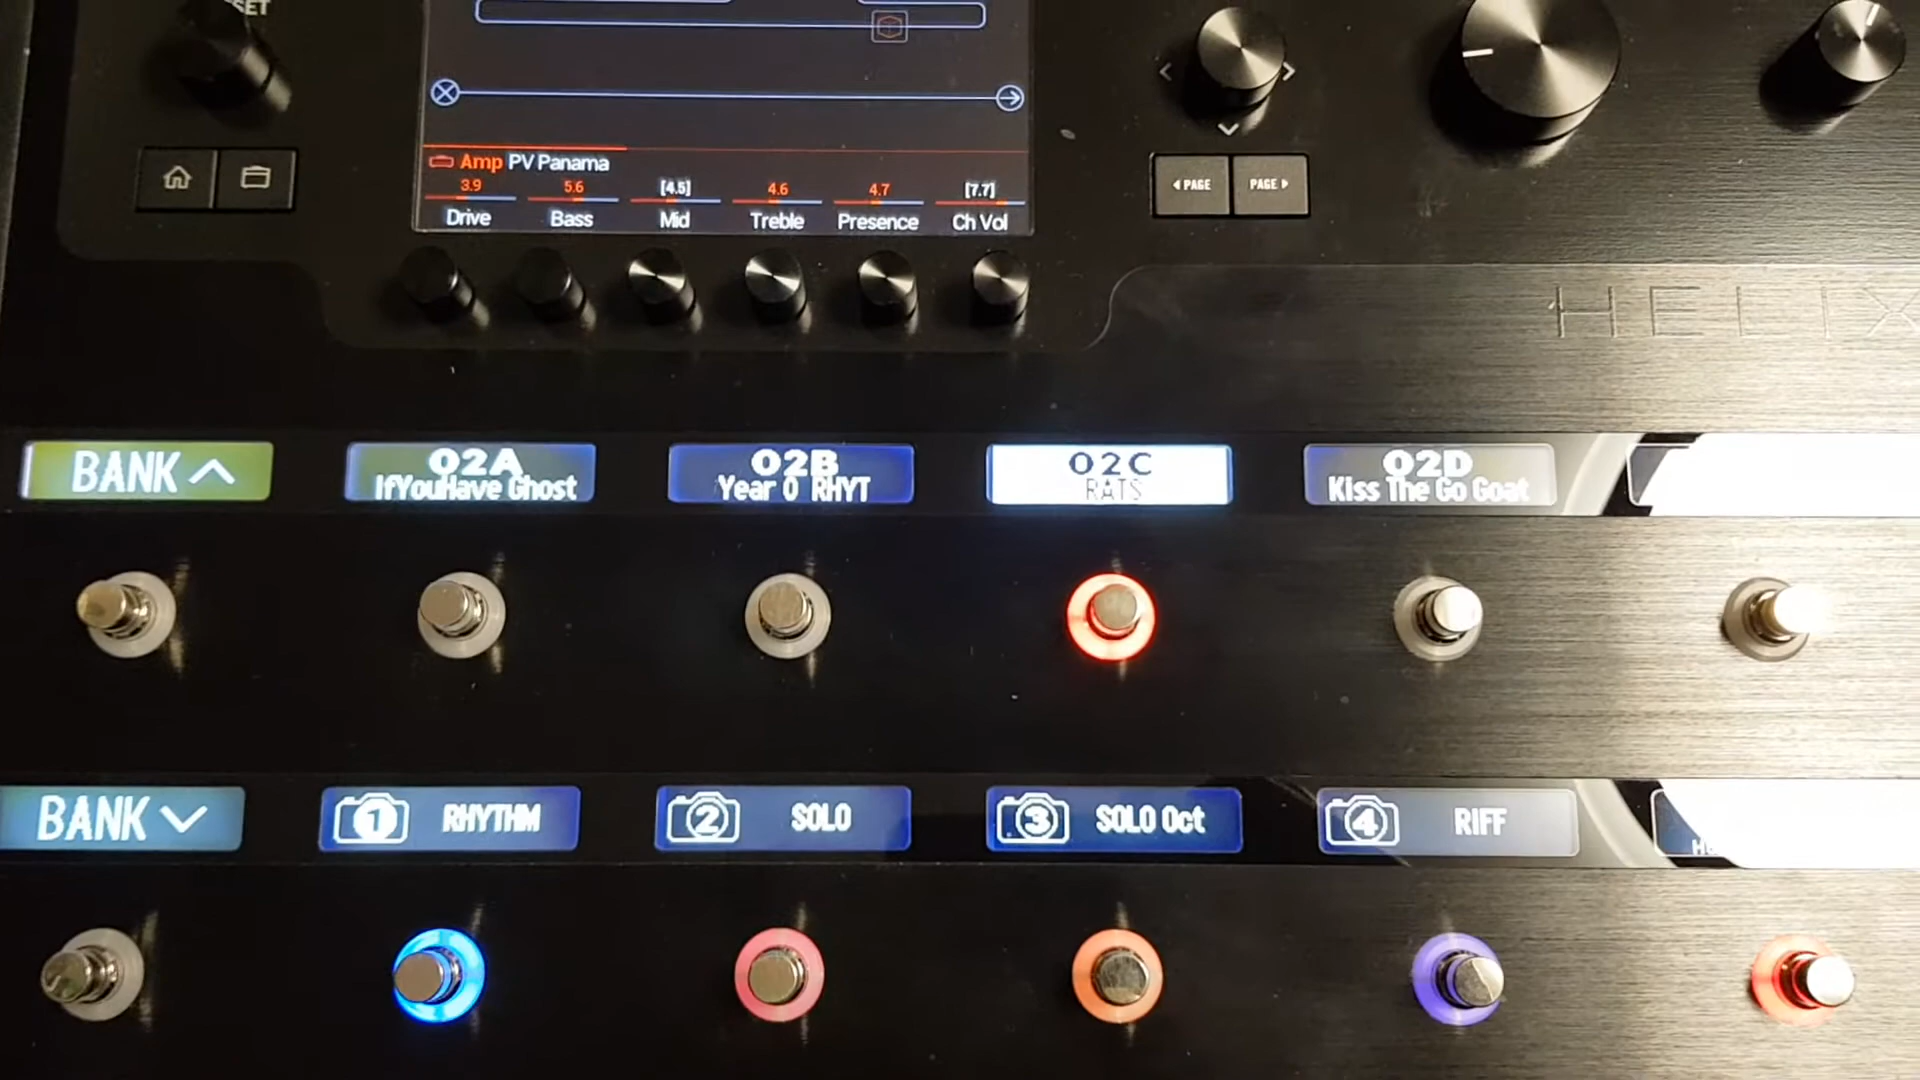 SET
Amp PV Panama
3.9 5.6 [4.5] 4.6 4.7 [7.7]
Drive Bass Mid Treble Presence Ch Vol
PAGE PAGE
HELIX
BANK
02A
IfYouHave Ghost
02B
Year 0 RHYT
02C
RATS
02D
Kiss The Go Goat
BANK
1 RHYTHM
2 SOLO
3 SOLO Oct
4 RIFF